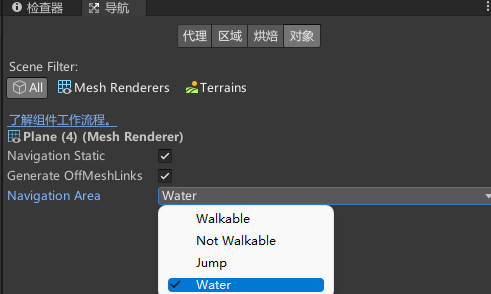 检查器 导航
代理 区域 烘焙 对象
Scene Filter:
All Mesh Renderers Terrains
了解组件工作流程。
Plane (4) (Mesh Renderer)
Navigation Static
Generate OffMeshLinks
Navigation Area Water
Walkable
Not Walkable
Jump
Water